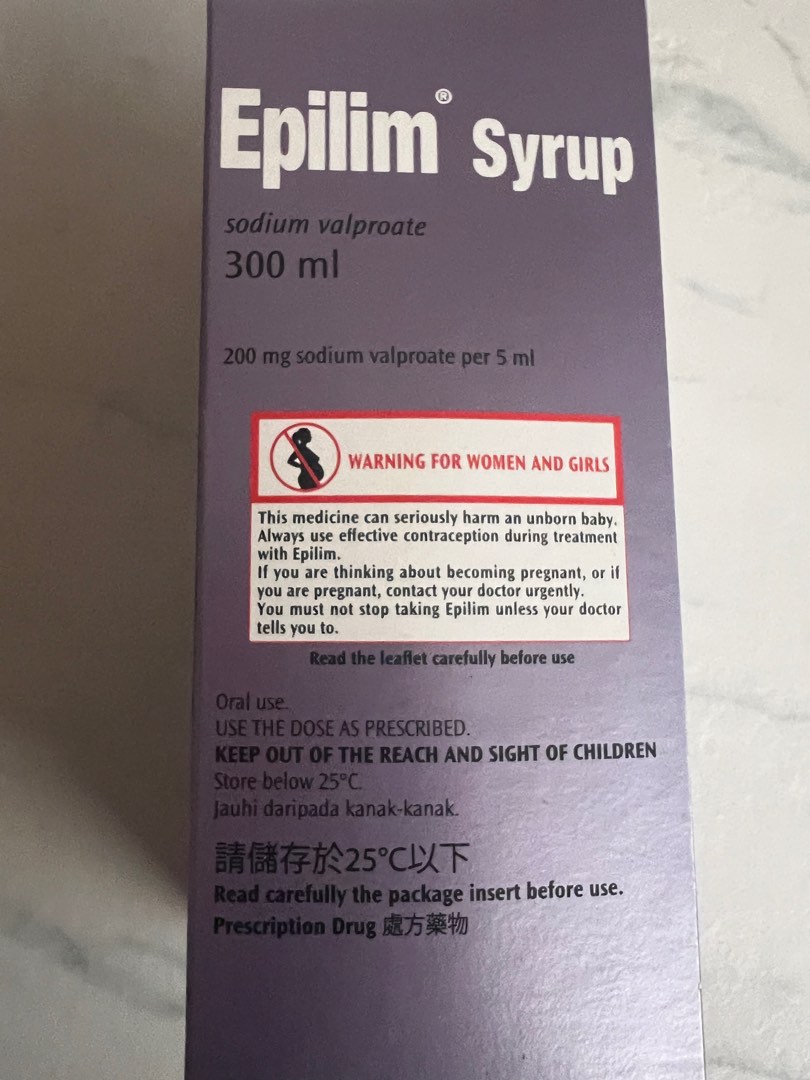 Epilim® Syrup
sodium valproate
300 ml
200 mg sodium valproate per 5 ml
WARNING FOR WOMEN AND GIRLS
This medicine can seriously harm an unborn baby.
Always use effective contraception during treatment
with Epilim.
If you are thinking about becoming pregnant, or if
you are pregnant, contact your doctor urgently.
You must not stop taking Epilim unless your doctor
tells you to.
Read the leaflet carefully before use
Oral use.
USE THE DOSE AS PRESCRIBED.
KEEP OUT OF THE REACH AND SIGHT OF CHILDREN
Store below 25°C.
Jauhi daripada kanak-kanak.
請儲存於25°C以下
Read carefully the package insert before use.
Prescription Drug 處方藥物